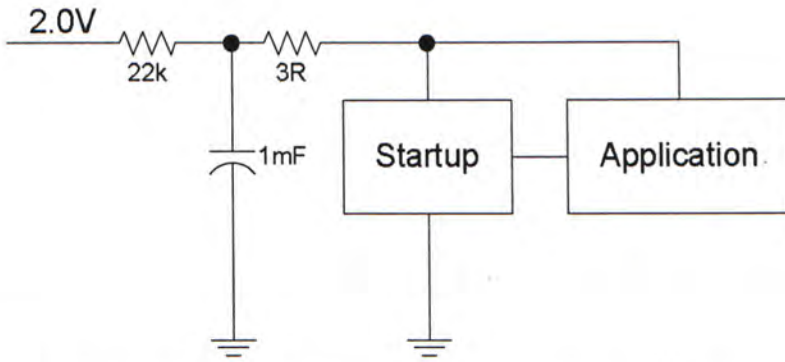 2.0V
22k
3R
1mF
Startup
Application